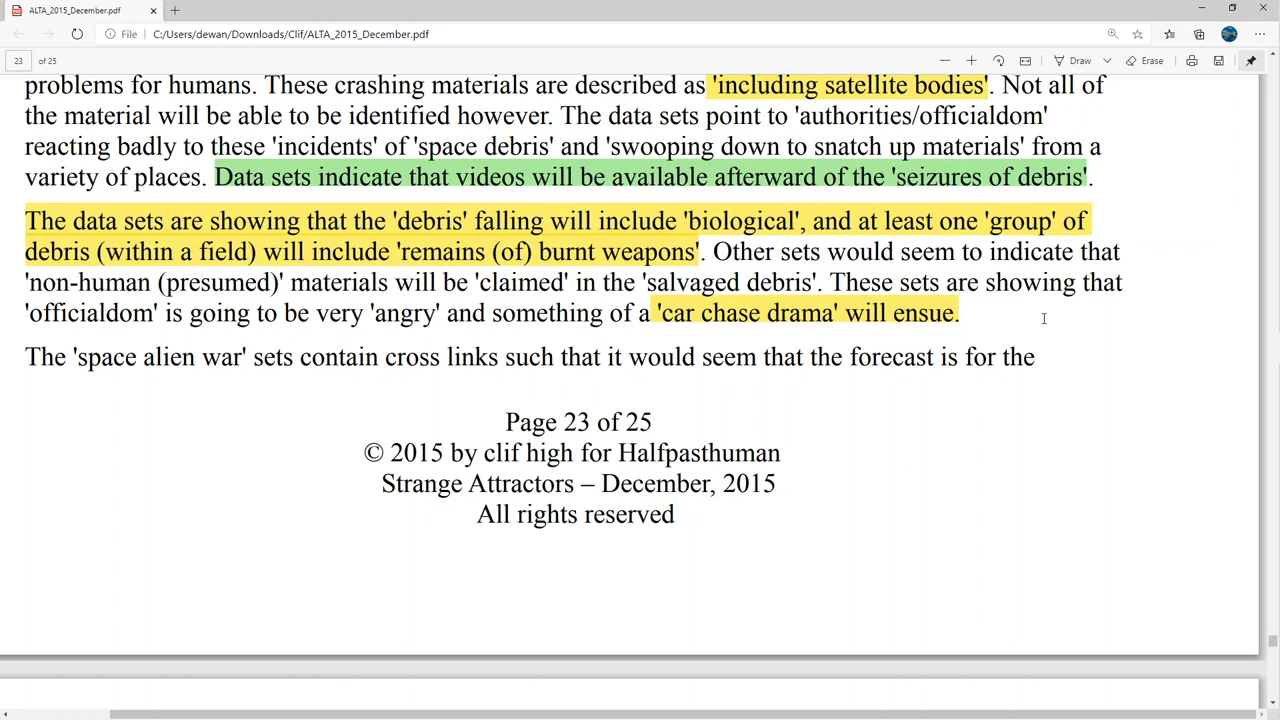 ALTA_2015_December.pdf
File C:/Users/dewan/Downloads/Clif/ALTA_2015_December.pdf
23 of 25 Draw Erase
problems for humans. These crashing materials are described as 'including satellite bodies'. Not all of
the material will be able to be identified however. The data sets point to 'authorities/officialdom'
reacting badly to these 'incidents' of 'space debris' and 'swooping down to snatch up materials' from a
variety of places. Data sets indicate that videos will be available afterward of the 'seizures of debris'.
The data sets are showing that the 'debris' falling will include 'biological', and at least one 'group' of
debris (within a field) will include 'remains (of) burnt weapons'. Other sets would seem to indicate that
'non-human (presumed)' materials will be 'claimed' in the 'salvaged debris'. These sets are showing that
'officialdom' is going to be very 'angry' and something of a 'car chase drama' will ensue.
The 'space alien war' sets contain cross links such that it would seem that the forecast is for the
Page 23 of 25
© 2015 by clif high for Halfpasthuman
Strange Attractors – December, 2015
All rights reserved